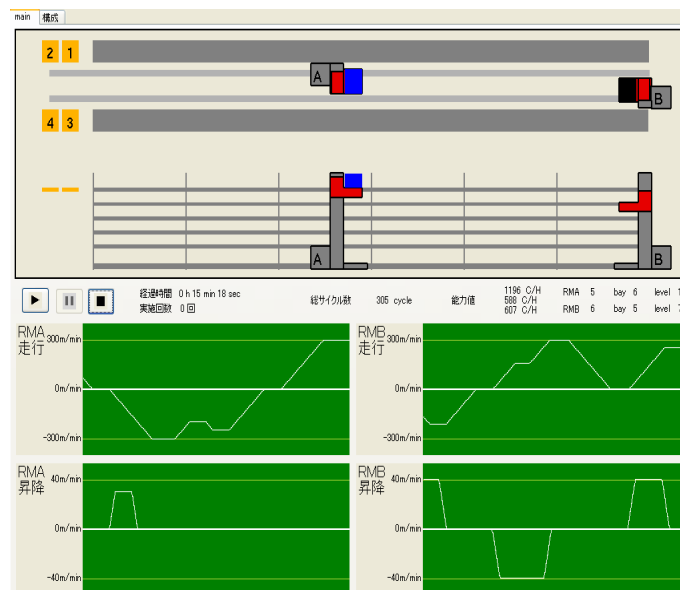 main 構成
2 1
A
B
4 3
A
B
経過時間 0 h 15 min 18 sec
実施回数 0 回
総サイクル数 305 cycle
能力値
1196 C/H
588 C/H
607 C/H
RMA 5 bay 6 level
RMB 6 bay 5 level
RMA
走行
300m/min
0m/min
-300m/min
RMB
走行
300m/min
0m/min
-300m/min
RMA
昇降
40m/min
0m/min
-40m/min
RMB
昇降
40m/min
0m/min
-40m/min